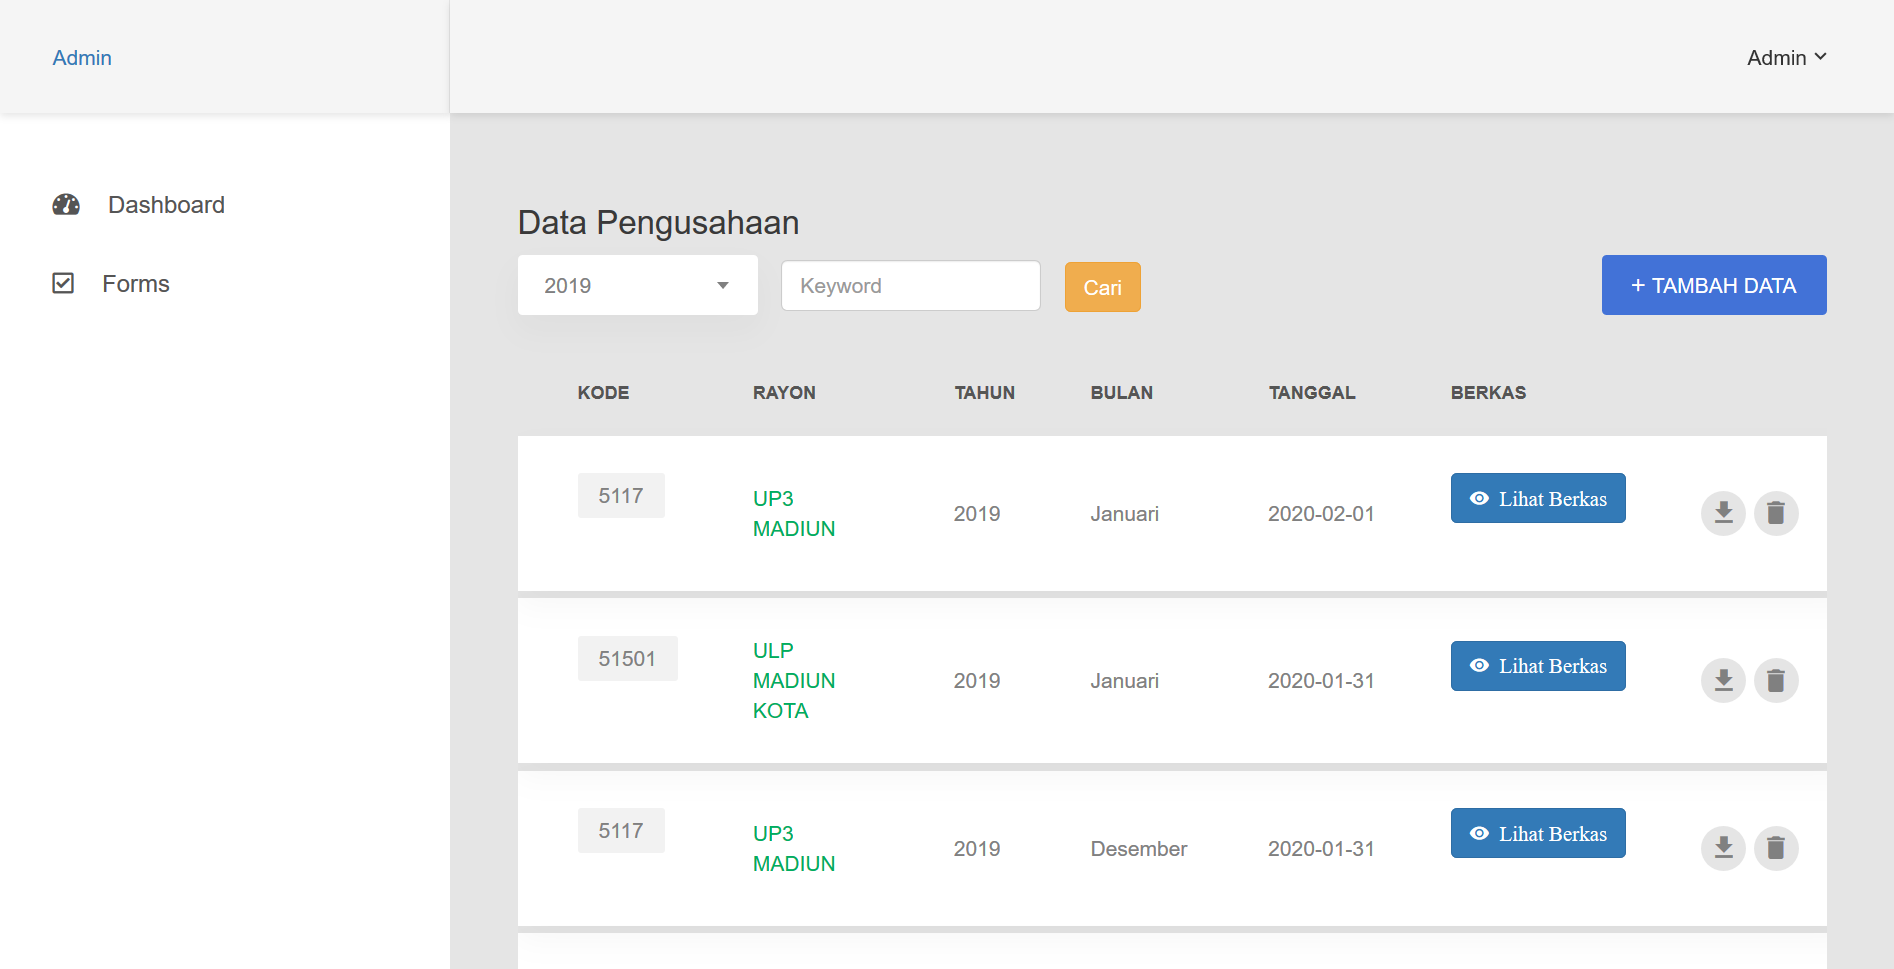 Admin
Admin
Dashboard
Forms
Data Pengusahaan
2019
Keyword
Cari
+ TAMBAH DATA
KODE RAYON TAHUN BULAN TANGGAL BERKAS
5117
UP3
MADIUN
2019
Januari
2020-02-01
Lihat Berkas
51501
ULP
MADIUN
KOTA
2019
Januari
2020-01-31
Lihat Berkas
5117
UP3
MADIUN
2019
Desember
2020-01-31
Lihat Berkas